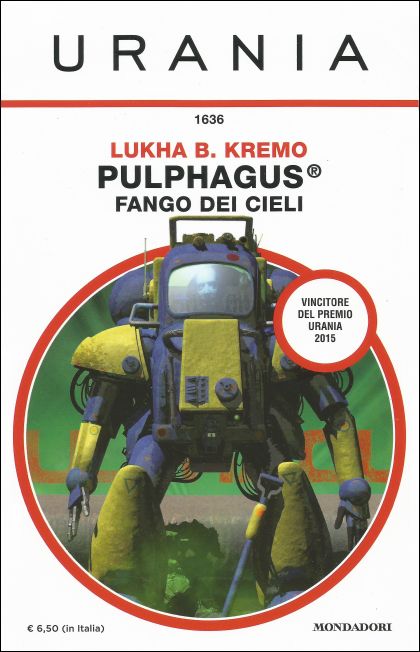 URANIA
1636
LUKHA B. KREMO
PULPHAGUS®
FANGO DEI CIELI
VINCITORE
DEL PREMIO
URANIA
2015
€ 6,50 (in Italia)
MONDADORI